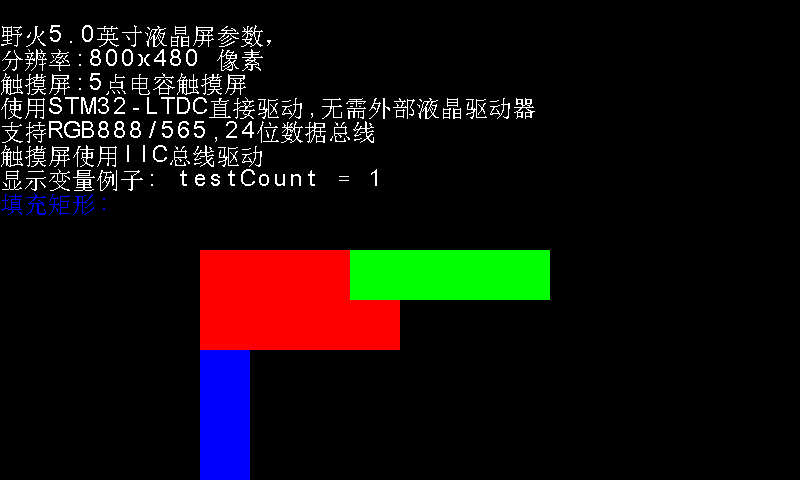 野火5.0英寸液晶屏参数，
分辨率:800x480 像素
触摸屏:5点电容触摸屏
使用STM32-LTDC直接驱动,无需外部液晶驱动器
支持RGB888/565,24位数据总线
触摸屏使用IIC总线驱动
显示变量例子: testCount = 1
填充矩形: